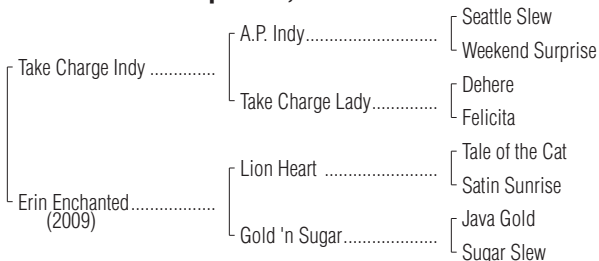 Seattle Slew
A.P. Indy
Weekend Surprise
Take Charge Indy
Dehere
Take Charge Lady
Felicita
Tale of the Cat
Lion Heart
Satin Sunrise
Erin Enchanted
(2009)
Java Gold
Gold 'n Sugar
Sugar Slew